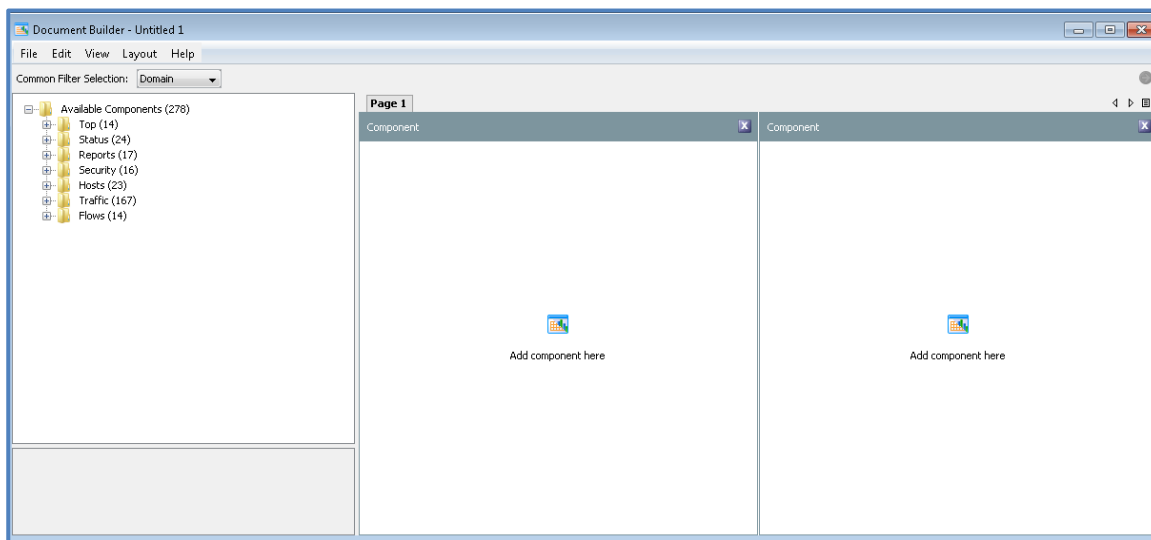 Document Builder - Untitled 1
File Edit View Layout Help
Common Filter Selection: Domain
Available Components (278)
Top (14)
Status (24)
Reports (17)
Security (16)
Hosts (23)
Traffic (167)
Flows (14)
Page 1
Component Component
Add component here Add component here